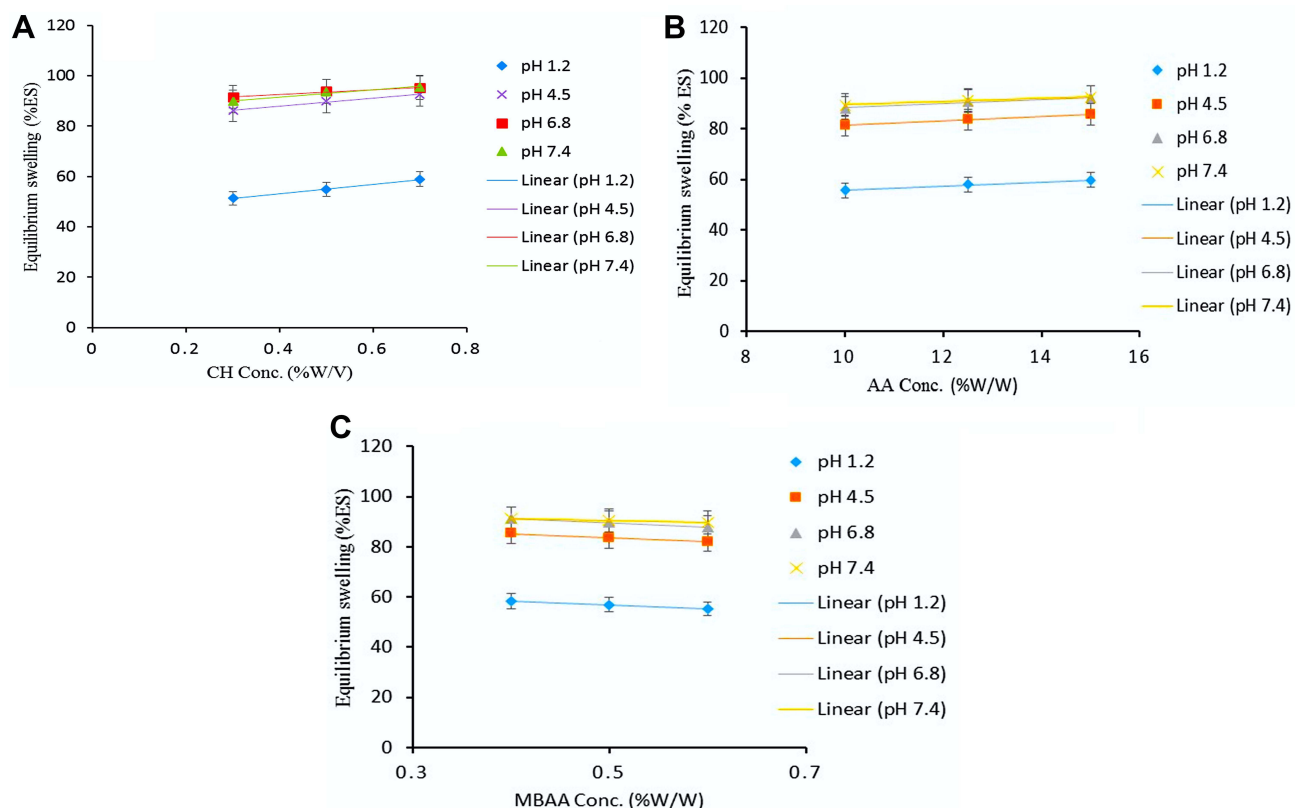 A
Equilibrium swelling (%ES)
120
100
80
60
40
20
0
0 0.2 0.4 0.6 0.8
CH Conc. (%W/V)
pH 1.2
pH 4.5
pH 6.8
pH 7.4
Linear (pH 1.2)
Linear (pH 4.5)
Linear (pH 6.8)
Linear (pH 7.4)
B
Equilibrium swelling (% ES)
120
100
80
60
40
20
0
8 10 12 14 16
AA Conc. (%W/W)
pH 1.2
pH 4.5
pH 6.8
pH 7.4
Linear (pH 1.2)
Linear (pH 4.5)
Linear (pH 6.8)
Linear (pH 7.4)
C
Equilibrium swelling (%ES)
120
100
80
60
40
20
0
0.3 0.5 0.7
MBAA Conc. (%W/W)
pH 1.2
pH 4.5
pH 6.8
pH 7.4
Linear (pH 1.2)
Linear (pH 4.5)
Linear (pH 6.8)
Linear (pH 7.4)